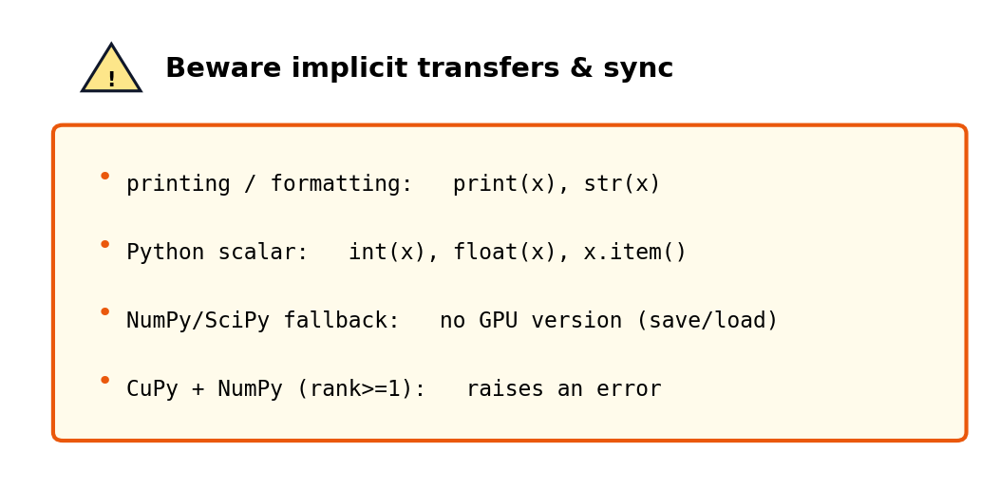 ! Beware implicit transfers & sync
• printing / formatting:   print(x), str(x)
• Python scalar:   int(x), float(x), x.item()
• NumPy/SciPy fallback:   no GPU version (save/load)
• CuPy + NumPy (rank>=1):   raises an error